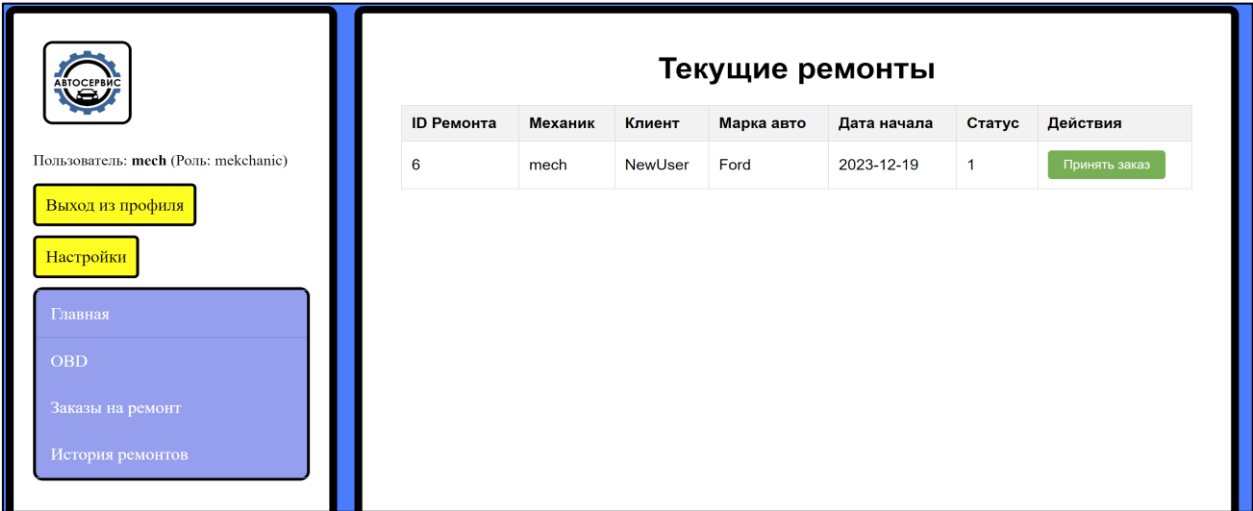 АВТОСЕРВИС
Пользователь: mech (Роль: mekchanic)
Выход из профиля
Настройки
Главная
OBD
Заказы на ремонт
История ремонтов
Текущие ремонты
ID Ремонта Механик Клиент Марка авто Дата начала Статус Действия
6 mech NewUser Ford 2023-12-19 1 Принять заказ